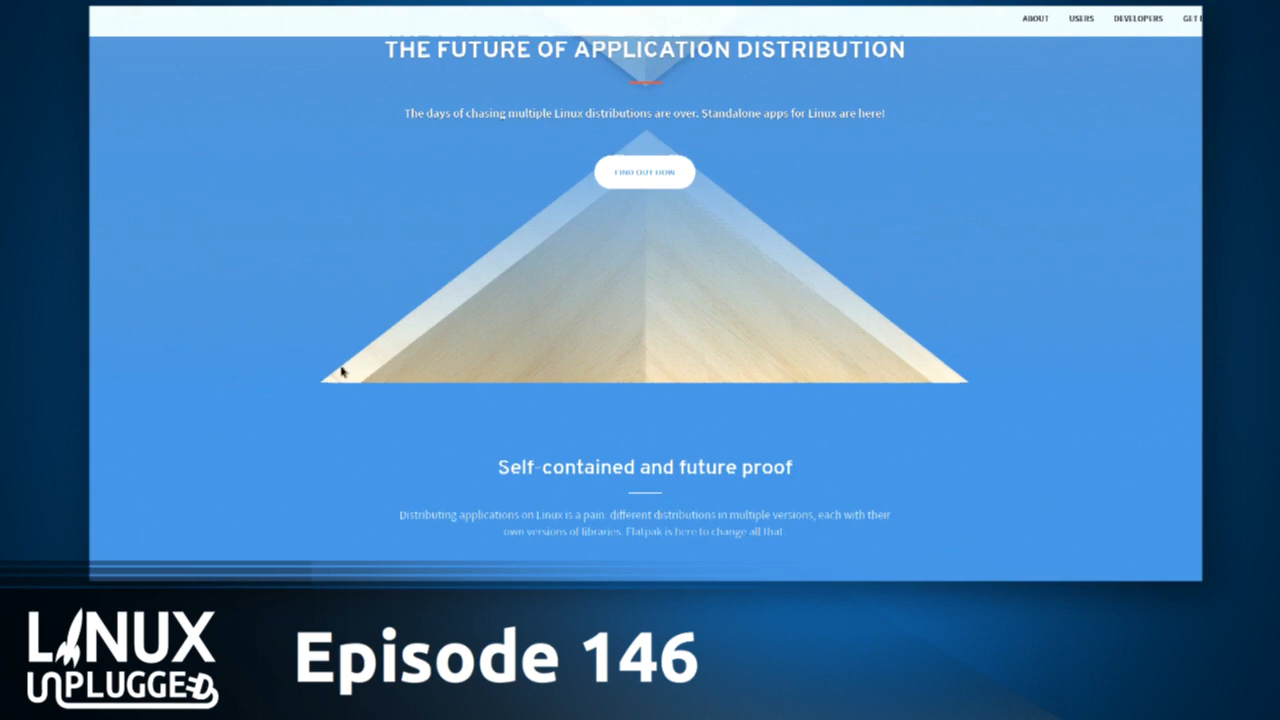 ABOUT USERS DEVELOPERS GET
THE FUTURE OF APPLICATION DISTRIBUTION
The days of chasing multiple Linux distributions are over. Standalone apps for Linux are here!
FIND OUT HOW
Self-contained and future proof
Distributing applications on Linux is a pain: different distributions in multiple versions, each with their
own versions of libraries. Flatpak is here to change all that.
LINUX
UNPLUGGED
Episode 146